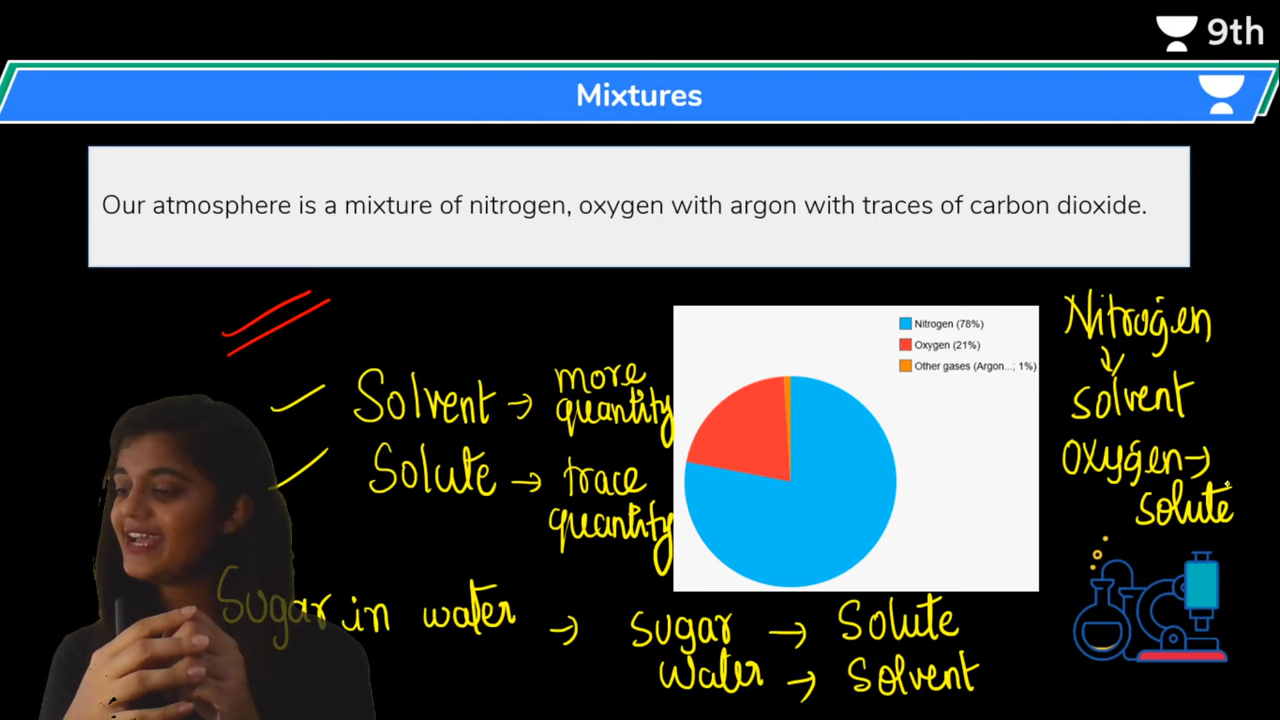 9th
Mixtures
Our atmosphere is a mixture of nitrogen, oxygen with argon with traces of carbon dioxide.
Nitrogen (78%)
Oxygen (21%)
Other gases (Argon...; 1%)
Solvent → more
quantity
Solute → trace
quantity
Nitrogen
↓
solvent
oxygen →
solute
Sugar in water → sugar → Solute
water → Solvent